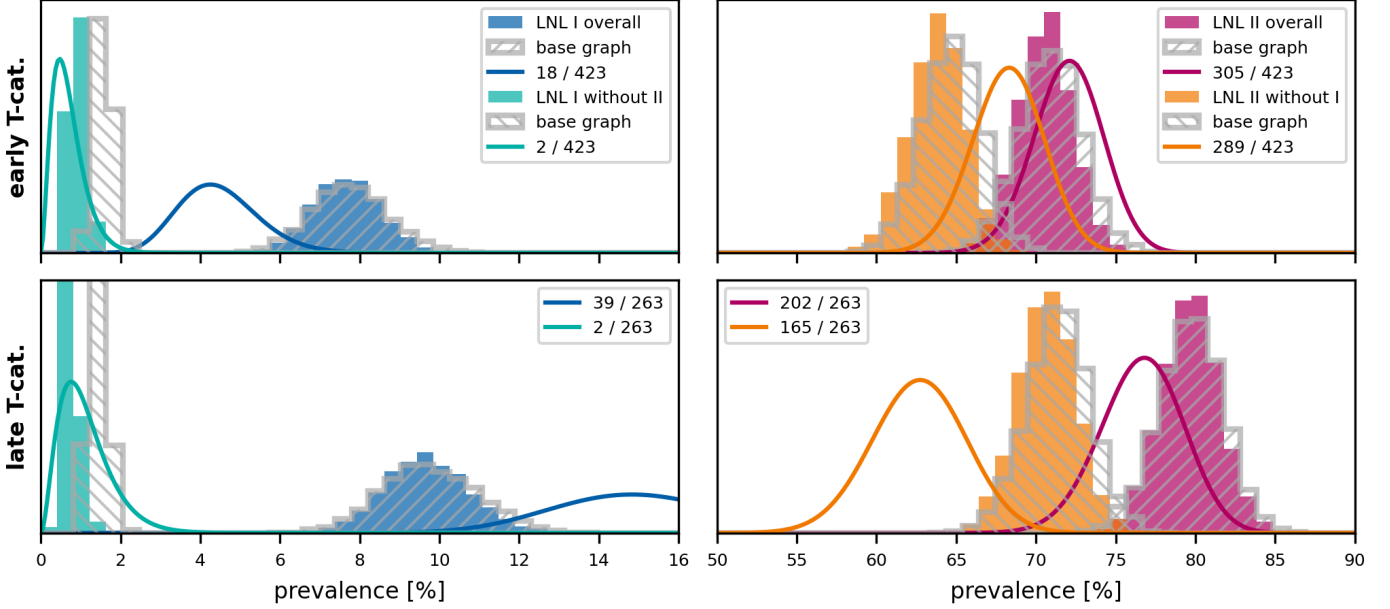 early T-cat.
LNL I overall
base graph
18 / 423
LNL I without II
base graph
2 / 423
LNL II overall
base graph
305 / 423
LNL II without I
base graph
289 / 423
late T-cat.
39 / 263
2 / 263
202 / 263
165 / 263
0 2 4 6 8 10 12 14 16
50 55 60 65 70 75 80 85 90
prevalence [%]
prevalence [%]